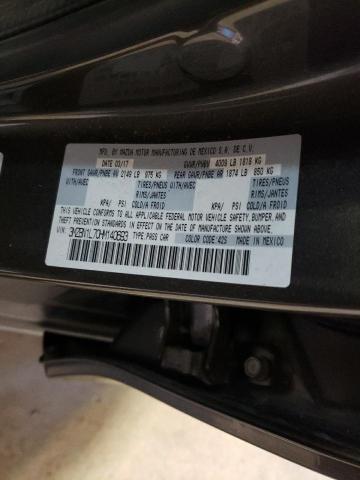 MFG. BY MAZDA MOTOR MANUFACTURING DE MEXICO S.A. DE C.V.
DATE 03/17 GVWR/PNBV 4009 LB 1818 KG
FRONT GAWR/PNBE AV 2149 LB 975 KG REAR GAWR/PNBE AR 1874 LB 850 KG
WITH/AVEC TIRES/PNEUS WITH/AVEC TIRES/PNEUS
RIMS/JANTES RIMS/JANTES
KPA/ PSI/ COLD/A FROID KPA/ PSI/ COLD/A FROID
THIS VEHICLE CONFORMS TO ALL APPLICABLE FEDERAL MOTOR VEHICLE SAFETY, BUMPER, AND
THEFT PREVENTION STANDARDS IN EFFECT ON THE DATE OF MANUFACTURE SHOWN ABOVE.
VIN: 3MZBN1L70HM140693 TYPE: PASS CAR COLOR CODE: 42S MADE IN MEXICO